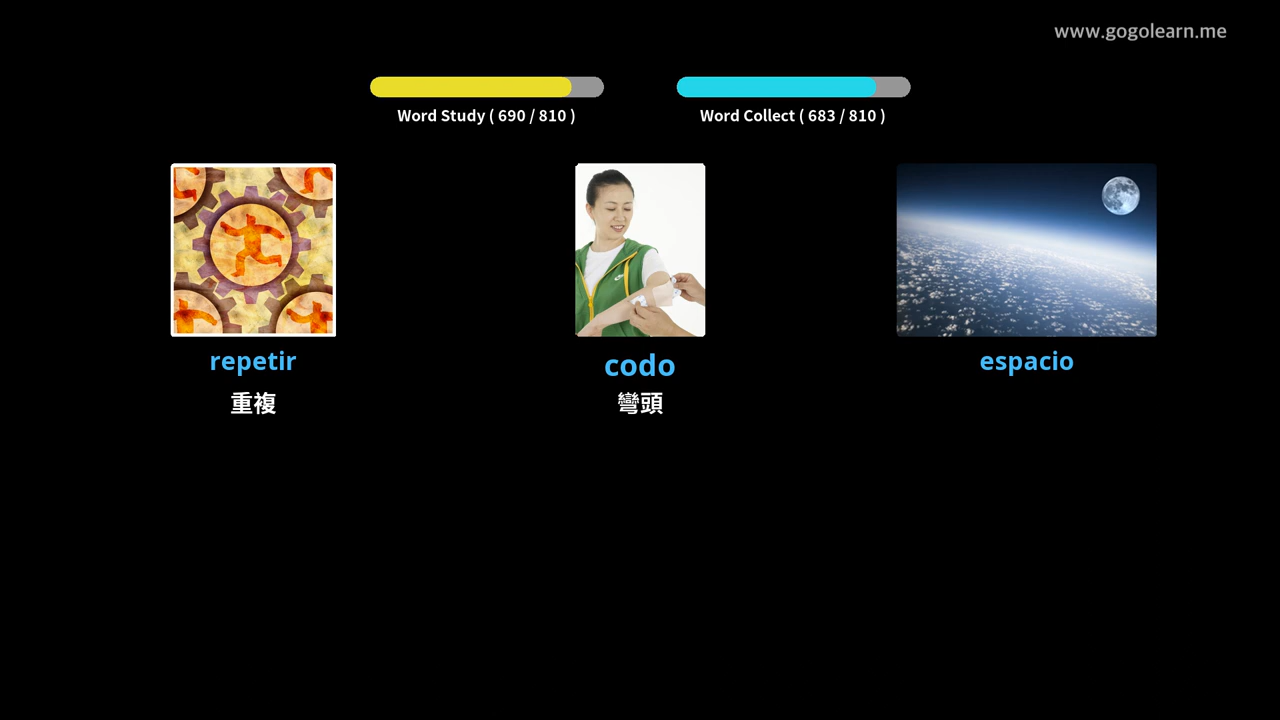 www.gogolearn.me
Word Study ( 690 / 810 )
Word Collect ( 683 / 810 )
repetir
codo
espacio
重複
彎頭